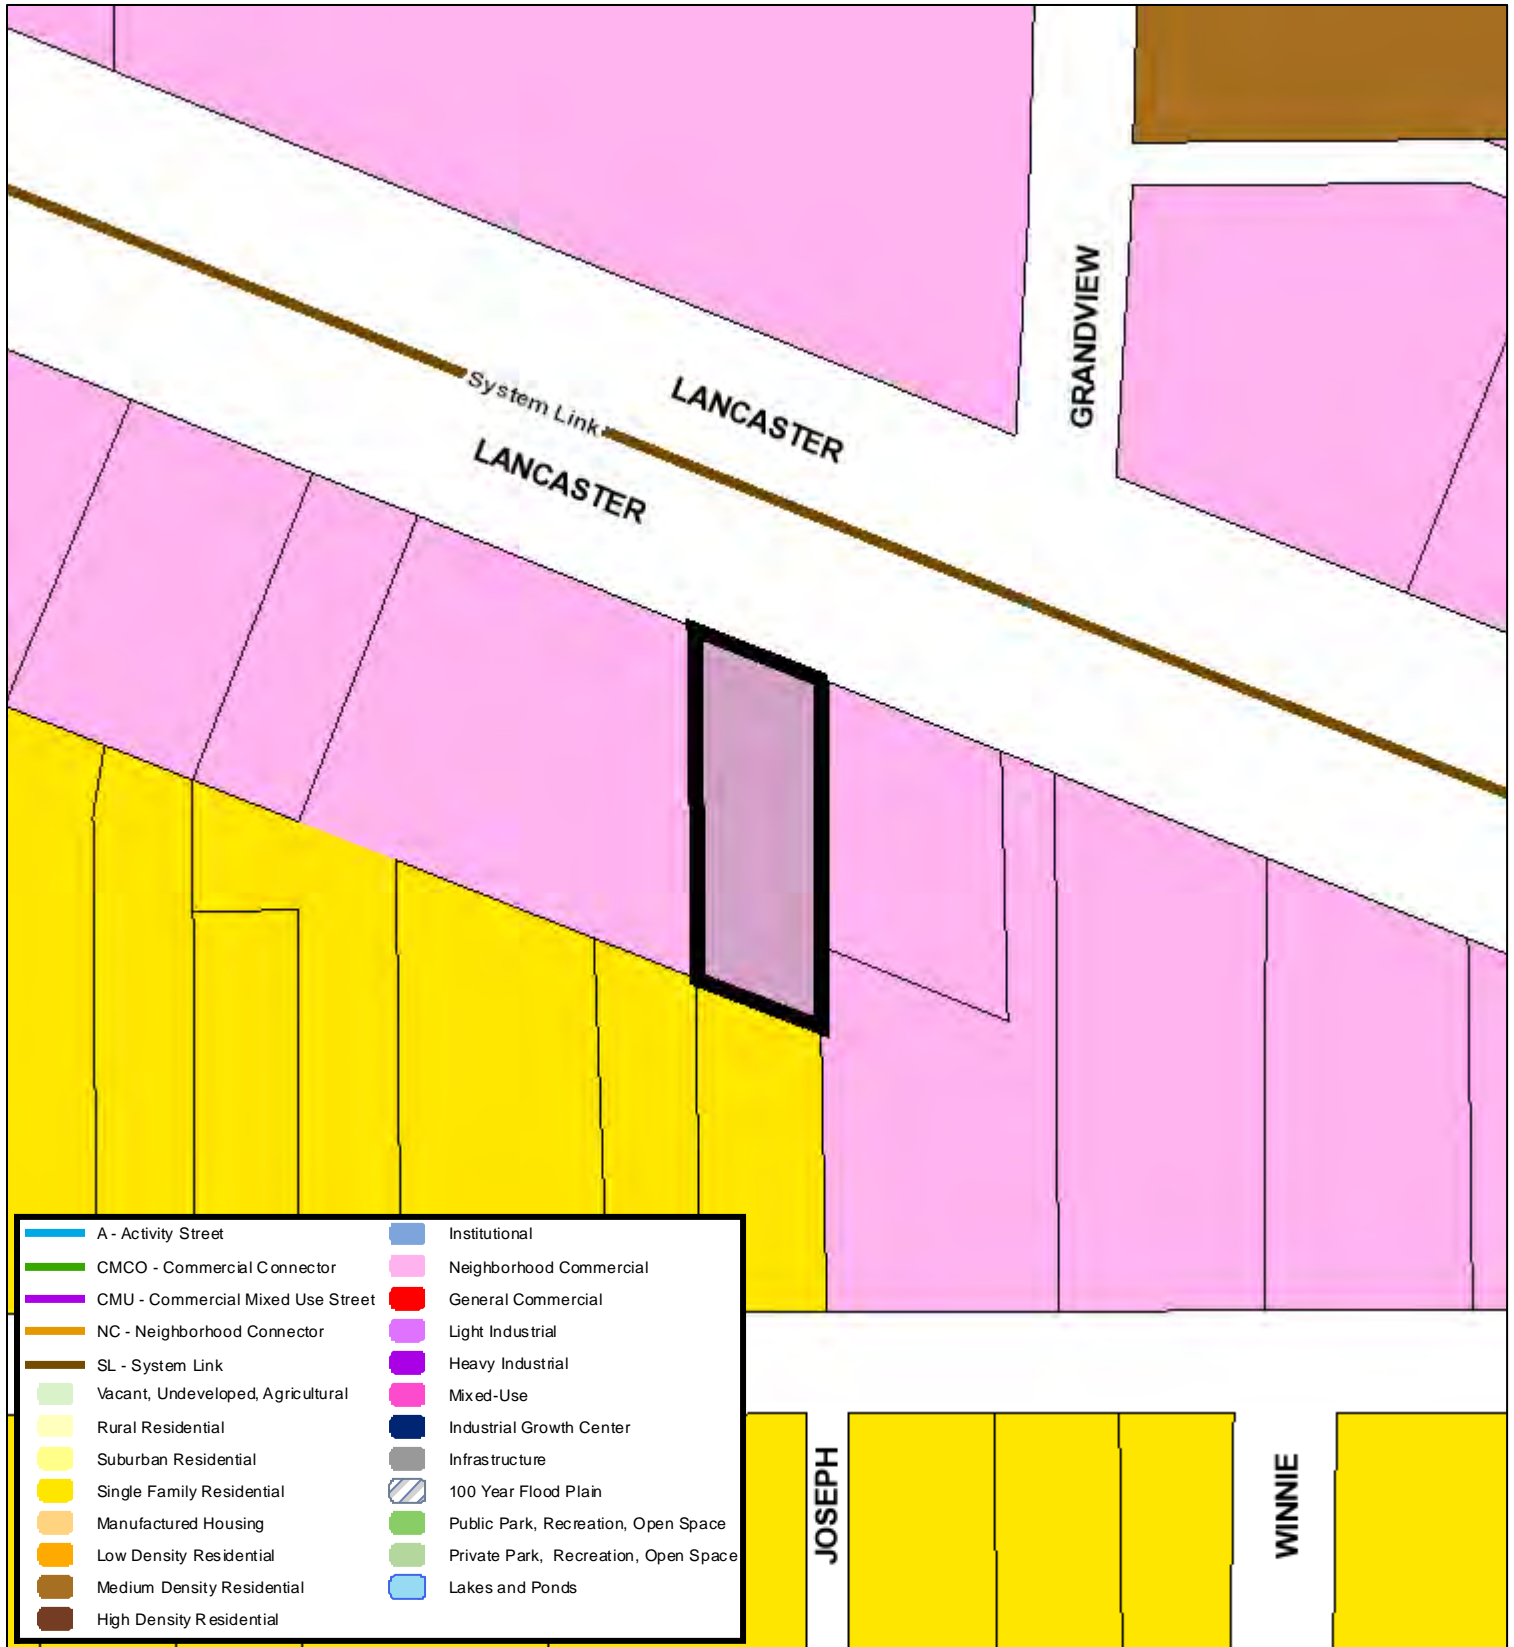 GRANDVIEW
LANCASTER
System Link
LANCASTER
A - Activity Street
CMCO - Commercial Connector
CMU - Commercial Mixed Use Street
NC - Neighborhood Connector
SL - System Link
Vacant, Undeveloped, Agricultural
Rural Residential
Suburban Residential
Single Family Residential
Manufactured Housing
Low Density Residential
Medium Density Residential
High Density Residential
Institutional
Neighborhood Commercial
General Commercial
Light Industrial
Heavy Industrial
Mixed-Use
Industrial Growth Center
Infrastructure
100 Year Flood Plain
Public Park, Recreation, Open Space
Private Park, Recreation, Open Space
Lakes and Ponds
JOSEPH
WINNIE